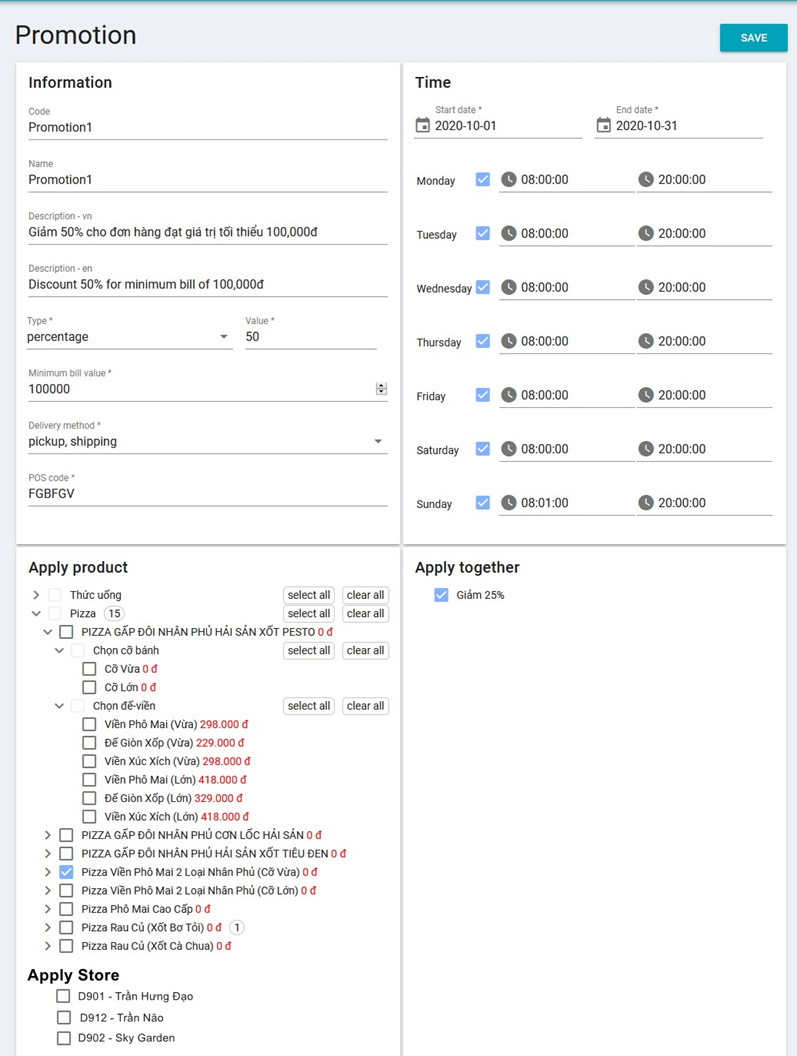 Promotion
SAVE
Information
Code
Promotion1
Name
Promotion1
Description - vn
Giảm 50% cho đơn hàng đạt giá trị tối thiểu 100,000đ
Description - en
Discount 50% for minimum bill of 100,000đ
Type * Value *
percentage 50
Minimum bill value *
100000
Delivery method *
pickup, shipping
POS code *
FGBFGV
Time
Start date * End date *
2020-10-01 2020-10-31
Monday 08:00:00 20:00:00
Tuesday 08:00:00 20:00:00
Wednesday 08:00:00 20:00:00
Thursday 08:00:00 20:00:00
Friday 08:00:00 20:00:00
Saturday 08:00:00 20:00:00
Sunday 08:01:00 20:00:00
Apply product
Thức uống select all clear all
Pizza 15 select all clear all
PIZZA GẤP ĐÔI NHÂN PHỦ HẢI SẢN XỐT PESTO 0 đ
Chọn cỡ bánh select all clear all
Cỡ Vừa 0 đ
Cỡ Lớn 0 đ
Chọn đế-viền select all clear all
Viền Phô Mai (Vừa) 298.000 đ
Đế Giòn Xốp (Vừa) 229.000 đ
Viền Xúc Xích (Vừa) 298.000 đ
Viền Phô Mai (Lớn) 418.000 đ
Đế Giòn Xốp (Lớn) 329.000 đ
Viền Xúc Xích (Lớn) 418.000 đ
PIZZA GẤP ĐÔI NHÂN PHỦ CƠN LỐC HẢI SẢN 0 đ
PIZZA GẤP ĐÔI NHÂN PHỦ HẢI SẢN XỐT TIÊU ĐEN 0 đ
Pizza Viền Phô Mai 2 Loại Nhân Phủ (Cỡ Vừa) 0 đ
Pizza Viền Phô Mai 2 Loại Nhân Phủ (Cỡ Lớn) 0 đ
Pizza Phô Mai Cao Cấp 0 đ
Pizza Rau Củ (Xốt Bơ Tỏi) 0 đ 1
Pizza Rau Củ (Xốt Cà Chua) 0 đ
Apply Store
D901 - Trần Hưng Đạo
D912 - Trần Não
D902 - Sky Garden
Apply together
Giảm 25%